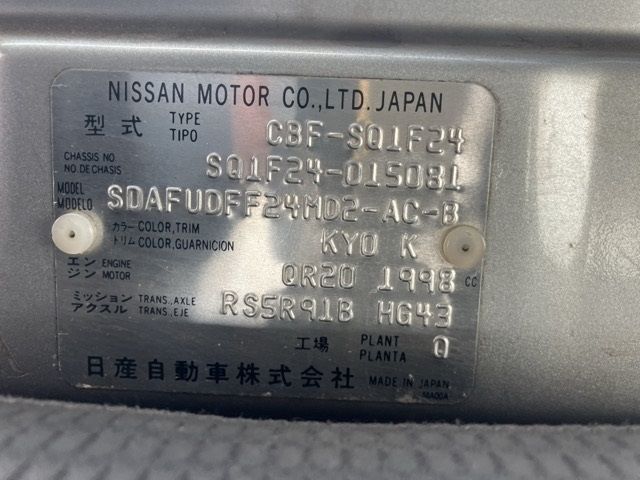 NISSAN MOTOR CO.,LTD. JAPAN
型式 TYPE TIPO CBF-SQ1F24
CHASSIS NO NO.DE CHASIS SQ1F24-015081
MODEL MODELO SDAFUDFF24MD2-AC-B
カラー COLOR,TRIM
トリム COLOR,GUARNICION KY0 K
エンジン ENGINE MOTOR QR20 1998 CC
ミッション TRANS.,AXLE
アクスル TRANS.,EJE RS5R91B HG43
工場 PLANT PLANTA Q
日産自動車株式会社 MADE IN JAPAN